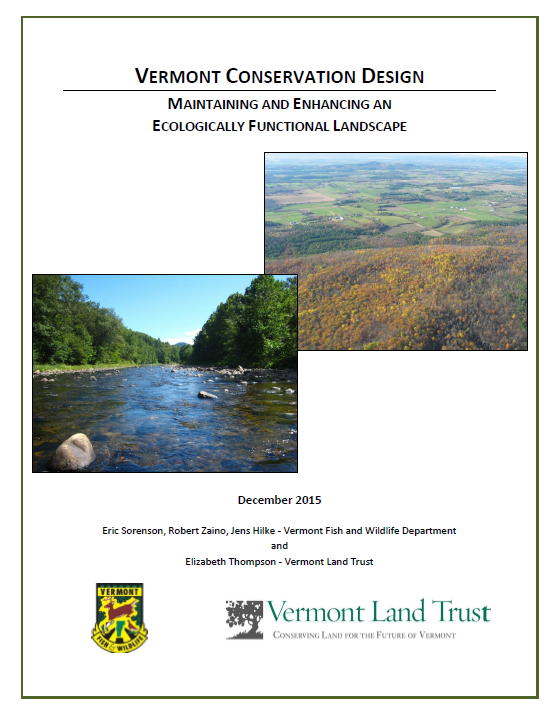 VERMONT CONSERVATION DESIGN
MAINTAINING AND ENHANCING AN
ECOLOGICALLY FUNCTIONAL LANDSCAPE
December 2015
Eric Sorenson, Robert Zaino, Jens Hilke - Vermont Fish and Wildlife Department
and
Elizabeth Thompson - Vermont Land Trust
VERMONT
FISH & WILDLIFE
Vermont Land Trust
CONSERVING LAND FOR THE FUTURE OF VERMONT